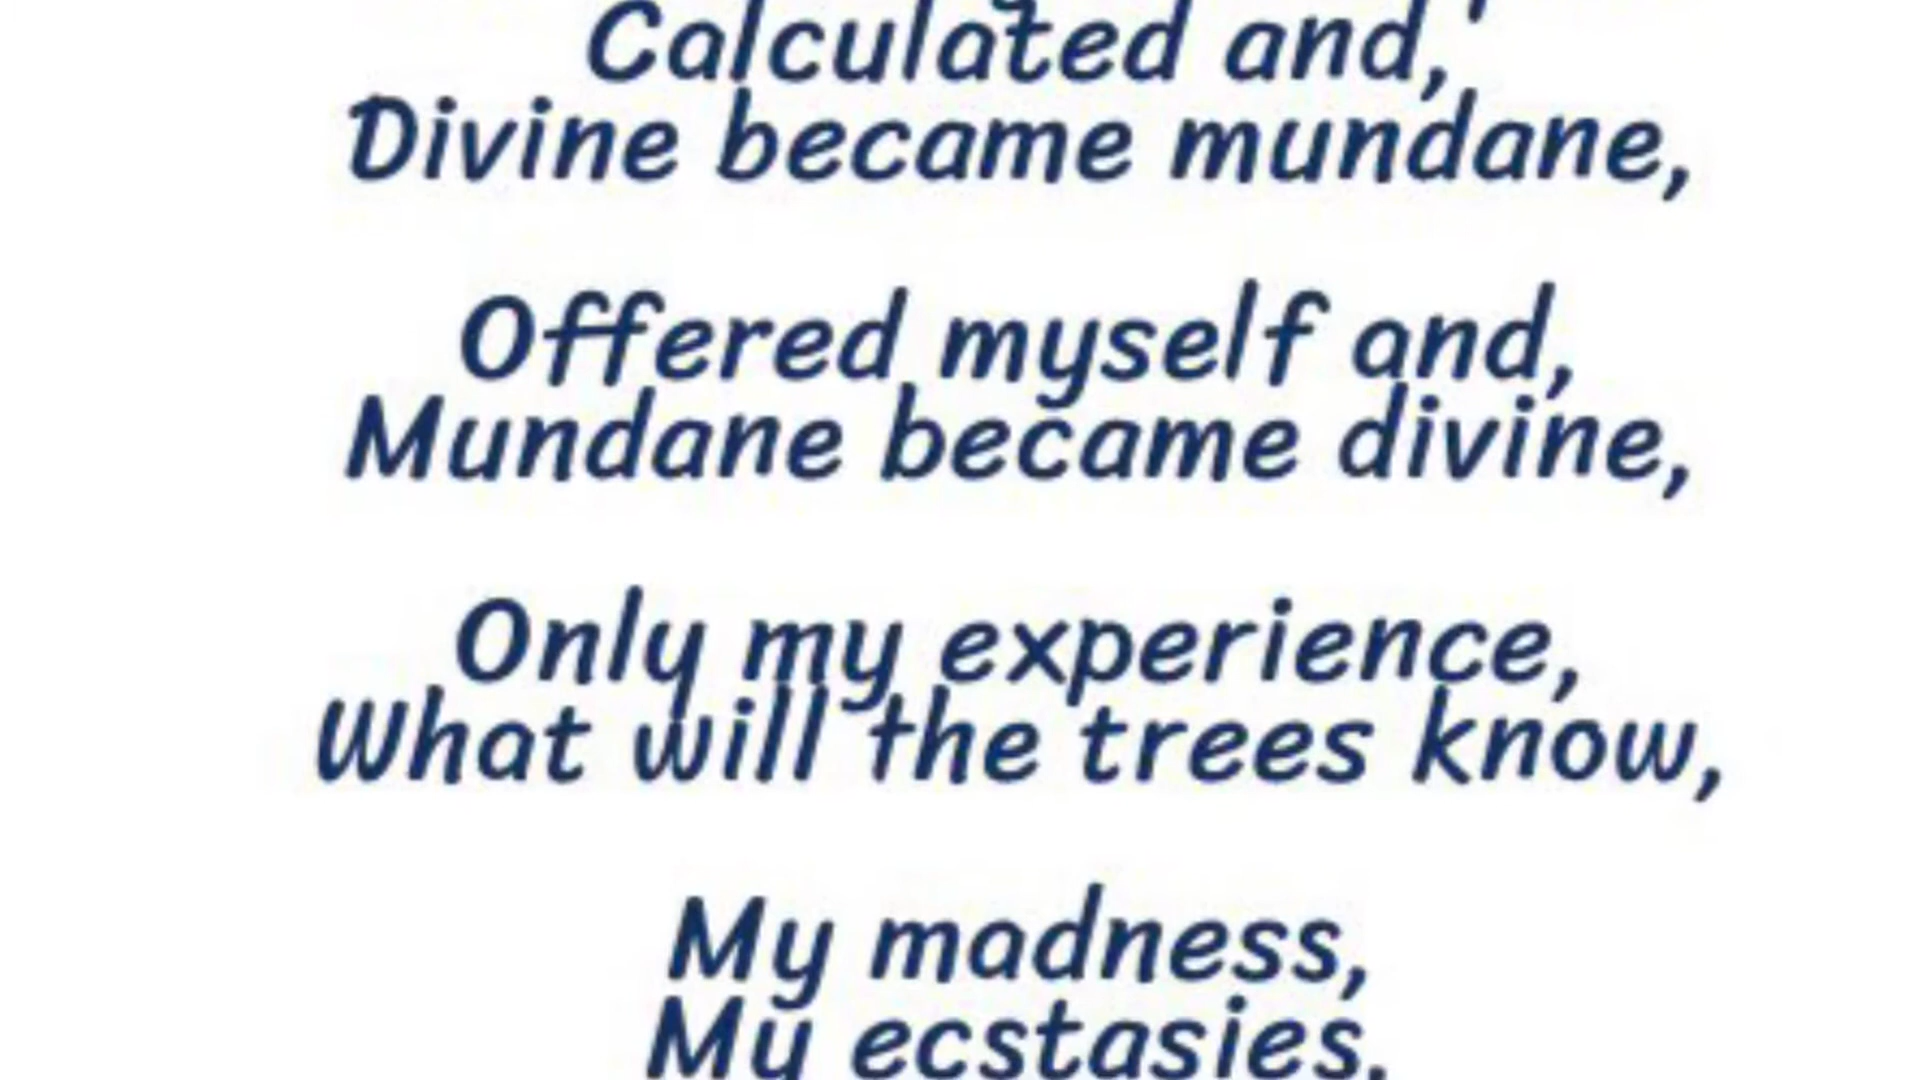 Calculated and,
Divine became mundane,
Offered myself and,
Mundane became divine,
Only my experience,
What will the trees know,
My madness,
My ecstasies,